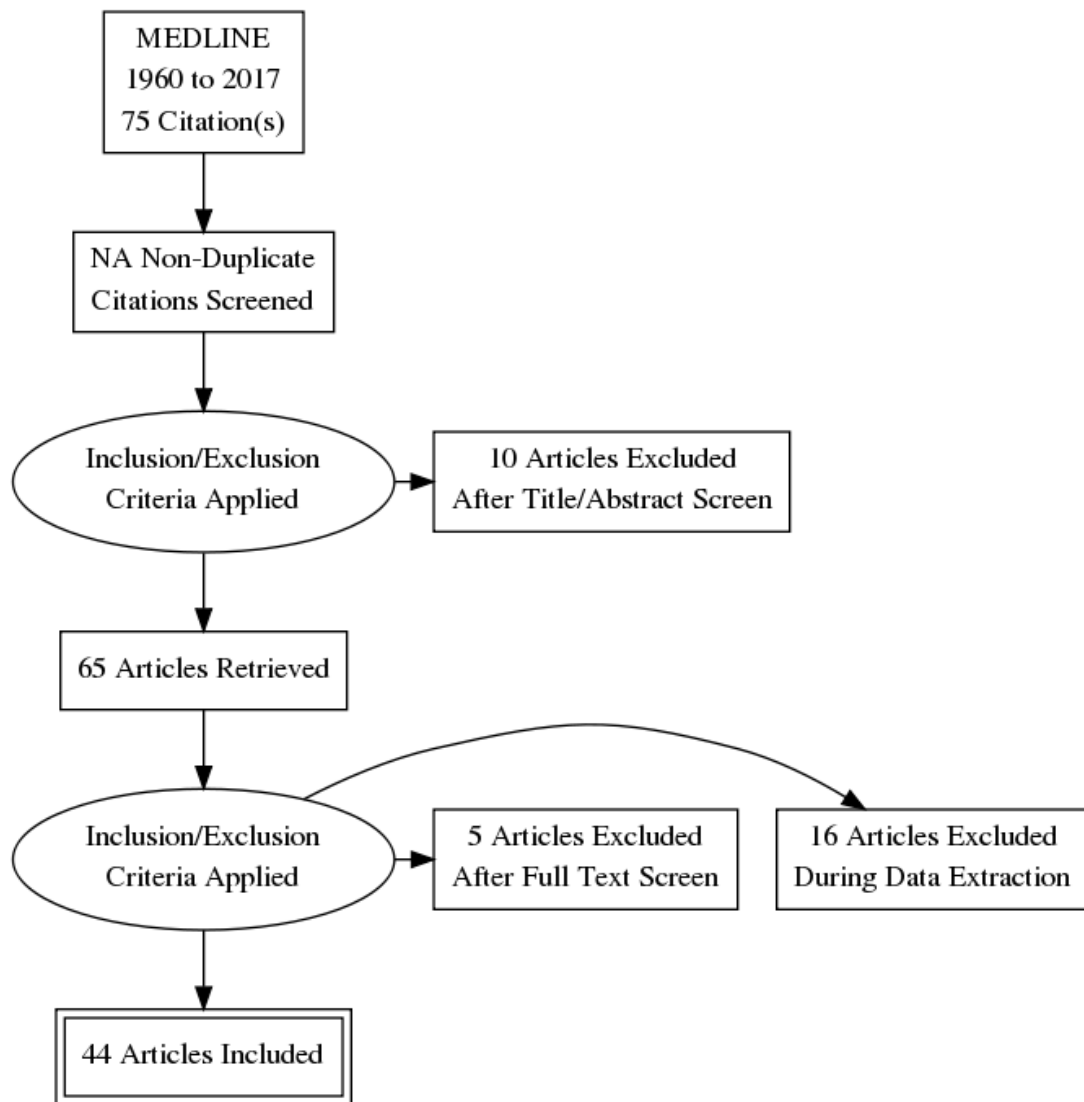 MEDLINE
1960 to 2017
75 Citation(s)
NA Non-Duplicate
Citations Screened
Inclusion/Exclusion
Criteria Applied
10 Articles Excluded
After Title/Abstract Screen
65 Articles Retrieved
Inclusion/Exclusion
Criteria Applied
5 Articles Excluded
After Full Text Screen
16 Articles Excluded
During Data Extraction
44 Articles Included